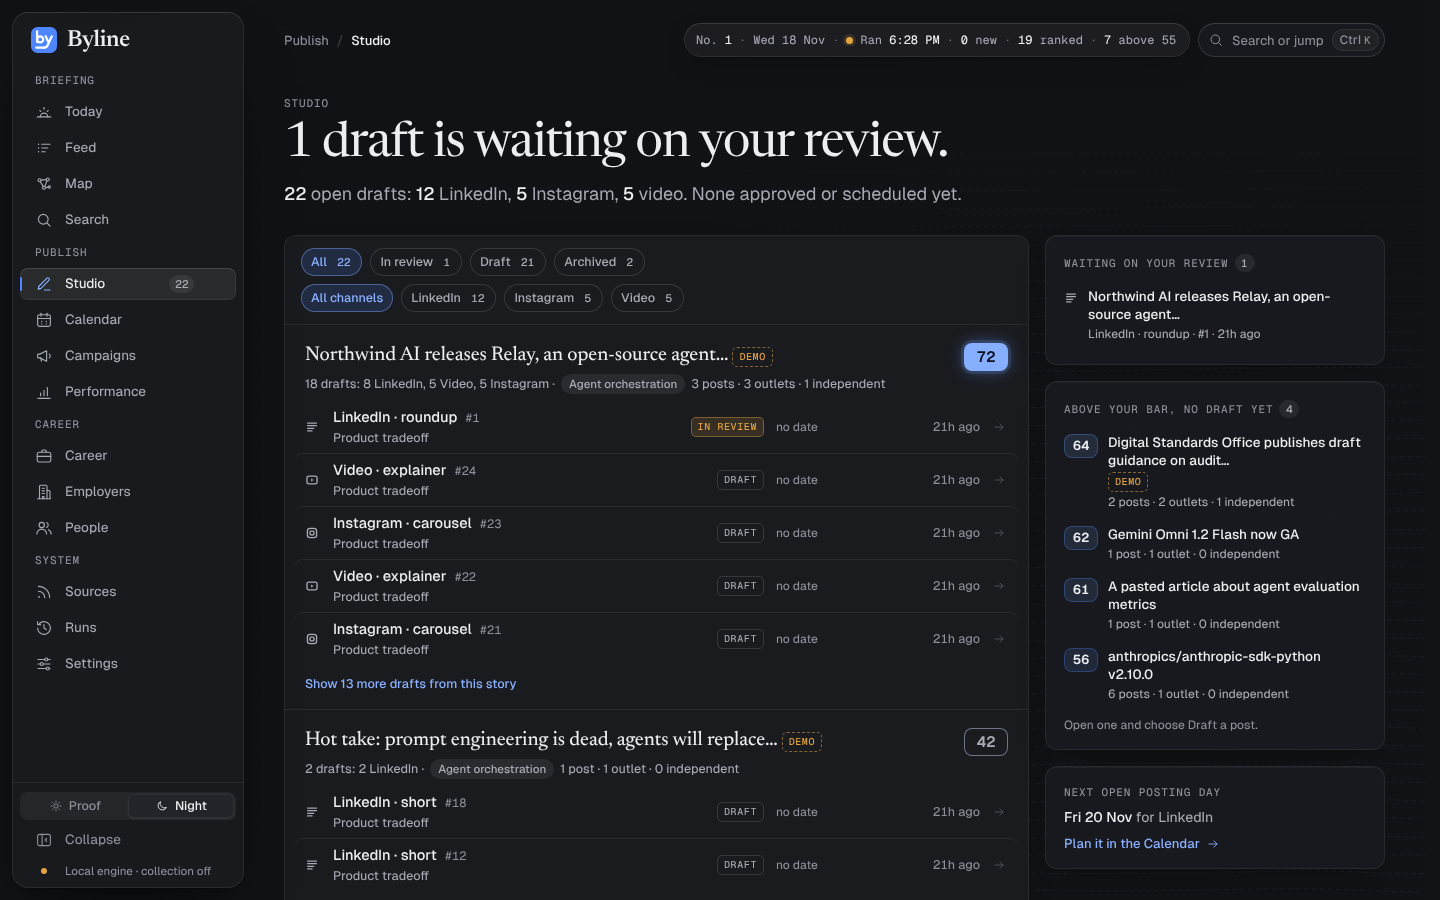 by Byline
BRIEFING
Today
Feed
Map
Search
PUBLISH
Studio 22
Calendar
Campaigns
Performance
CAREER
Career
Employers
People
SYSTEM
Sources
Runs
Settings
Proof Night
Collapse
Local engine · collection off
Publish / Studio
No. 1 · Wed 18 Nov · Ran 6:28 PM · 0 new · 19 ranked · 7 above 55
Search or jump Ctrl K
STUDIO
1 draft is waiting on your review.
22 open drafts: 12 LinkedIn, 5 Instagram, 5 video. None approved or scheduled yet.
All 22 In review 1 Draft 21 Archived 2
All channels LinkedIn 12 Instagram 5 Video 5
Northwind AI releases Relay, an open-source agent... DEMO 72
18 drafts: 8 LinkedIn, 5 Video, 5 Instagram · Agent orchestration 3 posts · 3 outlets · 1 independent
LinkedIn · roundup #1
Product tradeoff
IN REVIEW no date 21h ago →
Video · explainer #24
Product tradeoff
DRAFT no date 21h ago →
Instagram · carousel #23
Product tradeoff
DRAFT no date 21h ago →
Video · explainer #22
Product tradeoff
DRAFT no date 21h ago →
Instagram · carousel #21
Product tradeoff
DRAFT no date 21h ago →
Show 13 more drafts from this story
Hot take: prompt engineering is dead, agents will replace... DEMO 42
2 drafts: 2 LinkedIn · Agent orchestration 1 post · 1 outlet · 0 independent
LinkedIn · short #18
Product tradeoff
DRAFT no date 21h ago →
LinkedIn · short #12
Product tradeoff
DRAFT no date 21h ago →
WAITING ON YOUR REVIEW 1
Northwind AI releases Relay, an open-
source agent...
LinkedIn · roundup · #1 · 21h ago
ABOVE YOUR BAR, NO DRAFT YET 4
64 Digital Standards Office publishes draft
guidance on audit...
DEMO
2 posts · 2 outlets · 1 independent
62 Gemini Omni 1.2 Flash now GA
1 post · 1 outlet · 0 independent
61 A pasted article about agent evaluation
metrics
1 post · 1 outlet · 0 independent
56 anthropics/anthropic-sdk-python
v2.10.0
6 posts · 1 outlet · 0 independent
Open one and choose Draft a post.
NEXT OPEN POSTING DAY
Fri 20 Nov for LinkedIn
Plan it in the Calendar →